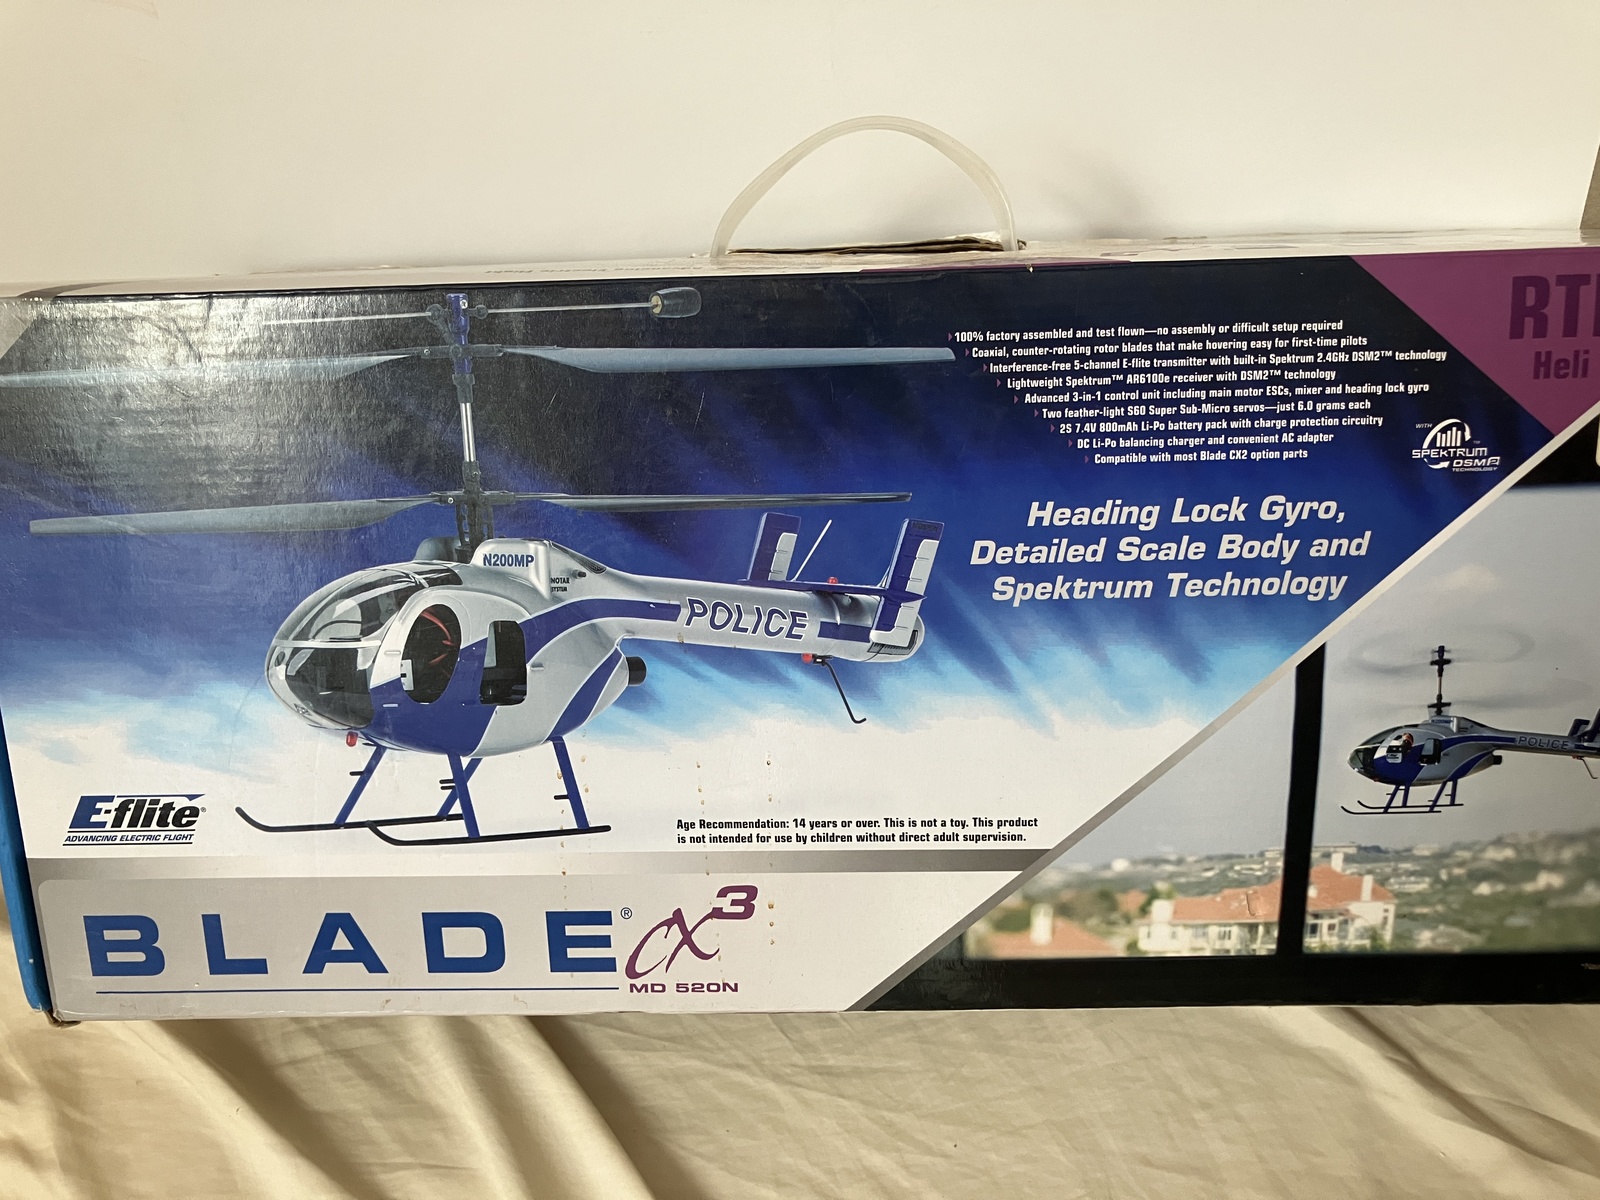 100% factory assembled and test flown—no assembly or difficult setup required
Coaxial, counter-rotating rotor blades that make hovering easy for first-time pilots
Interference-free 5-channel E-flite transmitter with built-in Spektrum 2.4GHz DSM2™ technology
Lightweight Spektrum™ AR6100e receiver with DSM2™ technology
Advanced 3-in-1 control unit including main motor ESCs, mixer and heading lock gyro
Two feather-light S60 Super Sub-Micro servos—just 6.0 grams each
2S 7.4V 800mAh Li-Po battery pack with charge protection circuitry
DC Li-Po balancing charger and convenient AC adapter
Compatible with most Blade CX2 option parts
RT
Heli
WITH
SPEKTRUM™
DSM2
TECHNOLOGY
Heading Lock Gyro,
Detailed Scale Body and
Spektrum Technology
N200MP
NOTAR
SYSTEM
POLICE
POLICE
E-flite®
ADVANCING ELECTRIC FLIGHT
Age Recommendation: 14 years or over. This is not a toy. This product
is not intended for use by children without direct adult supervision.
BLADE® CX3
MD 520N